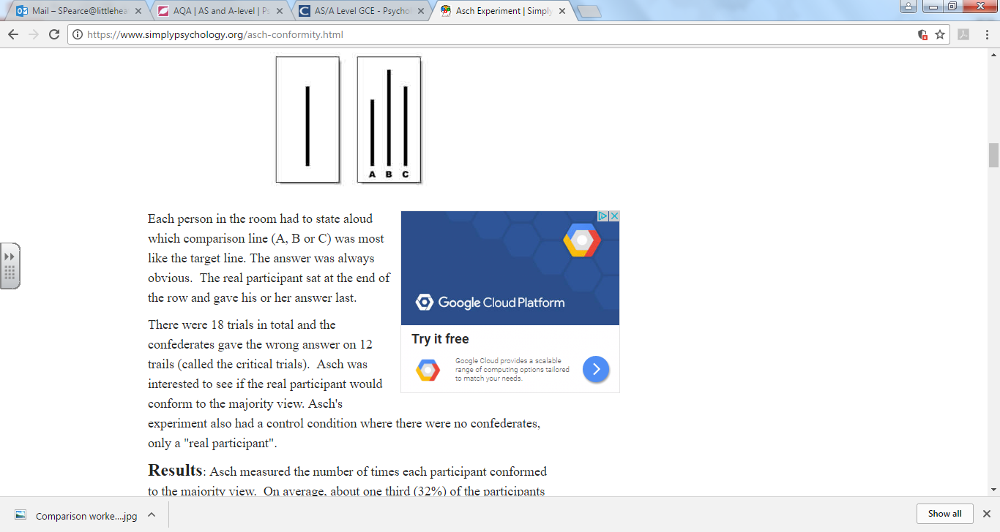 Mail – SPearce@littlehea
AQA | AS and A-level | Ps
AS/A Level GCE - Psychol
Asch Experiment | Simply
https://www.simplypsychology.org/asch-conformity.html
A B C
Each person in the room had to state aloud
which comparison line (A, B or C) was most
like the target line. The answer was always
obvious. The real participant sat at the end of
the row and gave his or her answer last.
There were 18 trials in total and the
confederates gave the wrong answer on 12
trails (called the critical trials). Asch was
interested to see if the real participant would
conform to the majority view. Asch's
experiment also had a control condition where there were no confederates,
only a "real participant".
Google Cloud Platform
Try it free
Google Cloud provides a scalable
range of computing options tailored
to match your needs.
Results: Asch measured the number of times each participant conformed
to the majority view. On average, about one third (32%) of the participants
Comparison worke....jpg
Show all